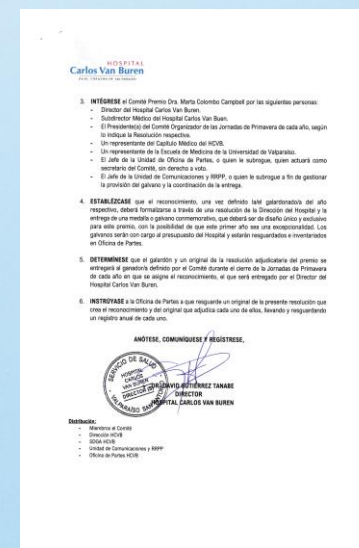 HOSPITAL
Carlos Van Buren
3. INTÉGRESE el Comité Premio Dra. Marta Colombo Campbell por las siguientes personas:
- Director del Hospital Carlos Van Buren.
- Subdirector Médico del Hospital Carlos Van Buen.
- El Presidente(a) del Comité Organizador de las Jornadas de Primavera de cada año, según
lo indique la Resolución respectiva.
- Un representante del Capítulo Médico del HCVB.
- Un representante de la Escuela de Medicina de la Universidad de Valparaíso.
- El Jefe de la Unidad de Oficina de Partes, o quien le subrogue, quien actuará como
secretario del Comité, sin derecho a voto.
- El Jefe de la Unidad de Comunicaciones y RRPP, o quien le subrogue a fin de gestionar
la provisión del galvano y la coordinación de la entrega.
4. ESTABLÉZCASE que el reconocimiento, una vez definido la/el galardonado/a del año
respectivo, deberá formalizarse a través de una resolución de la Dirección del Hospital y la
entrega de una medalla o galvano conmemorativo, que deberá ser de diseño único y exclusivo
para este premio, con la posibilidad de que este primer año sea una excepcionalidad. Los
galvanos serán con cargo al presupuesto del Hospital y estarán resguardados e inventariados
en Oficina de Partes.
5. DETERMÍNESE que el galardón y un original de la resolución adjudicataria del premio se
entregará al ganador/a definido por el Comité durante el cierre de la Jornadas de Primavera
de cada año en que se asigne el reconocimiento, el que será entregado por el Director del
Hospital Carlos Van Buren.
6. INSTRÚYASE a la Oficina de Partes a que resguarde un original de la presente resolución que
crea el reconocimiento y del original que adjudica cada uno de ellos, llevando y resguardando
un registro anual de cada uno.
ANÓTESE, COMUNÍQUESE Y REGÍSTRESE,
SERVICIO DE SALUD
HOSPITAL
CARLOS
VAN BUREN
DIRECTOR
VALPARAÍSO SAN
DR. DAVID GUTIÉRREZ TANABE
DIRECTOR
HOSPITAL CARLOS VAN BUREN
Distribución:
- Miembros el Comité
- Dirección HCVB
- SDGA HCVB
- Unidad de Comunicaciones y RRPP
- Oficina de Partes HCVB